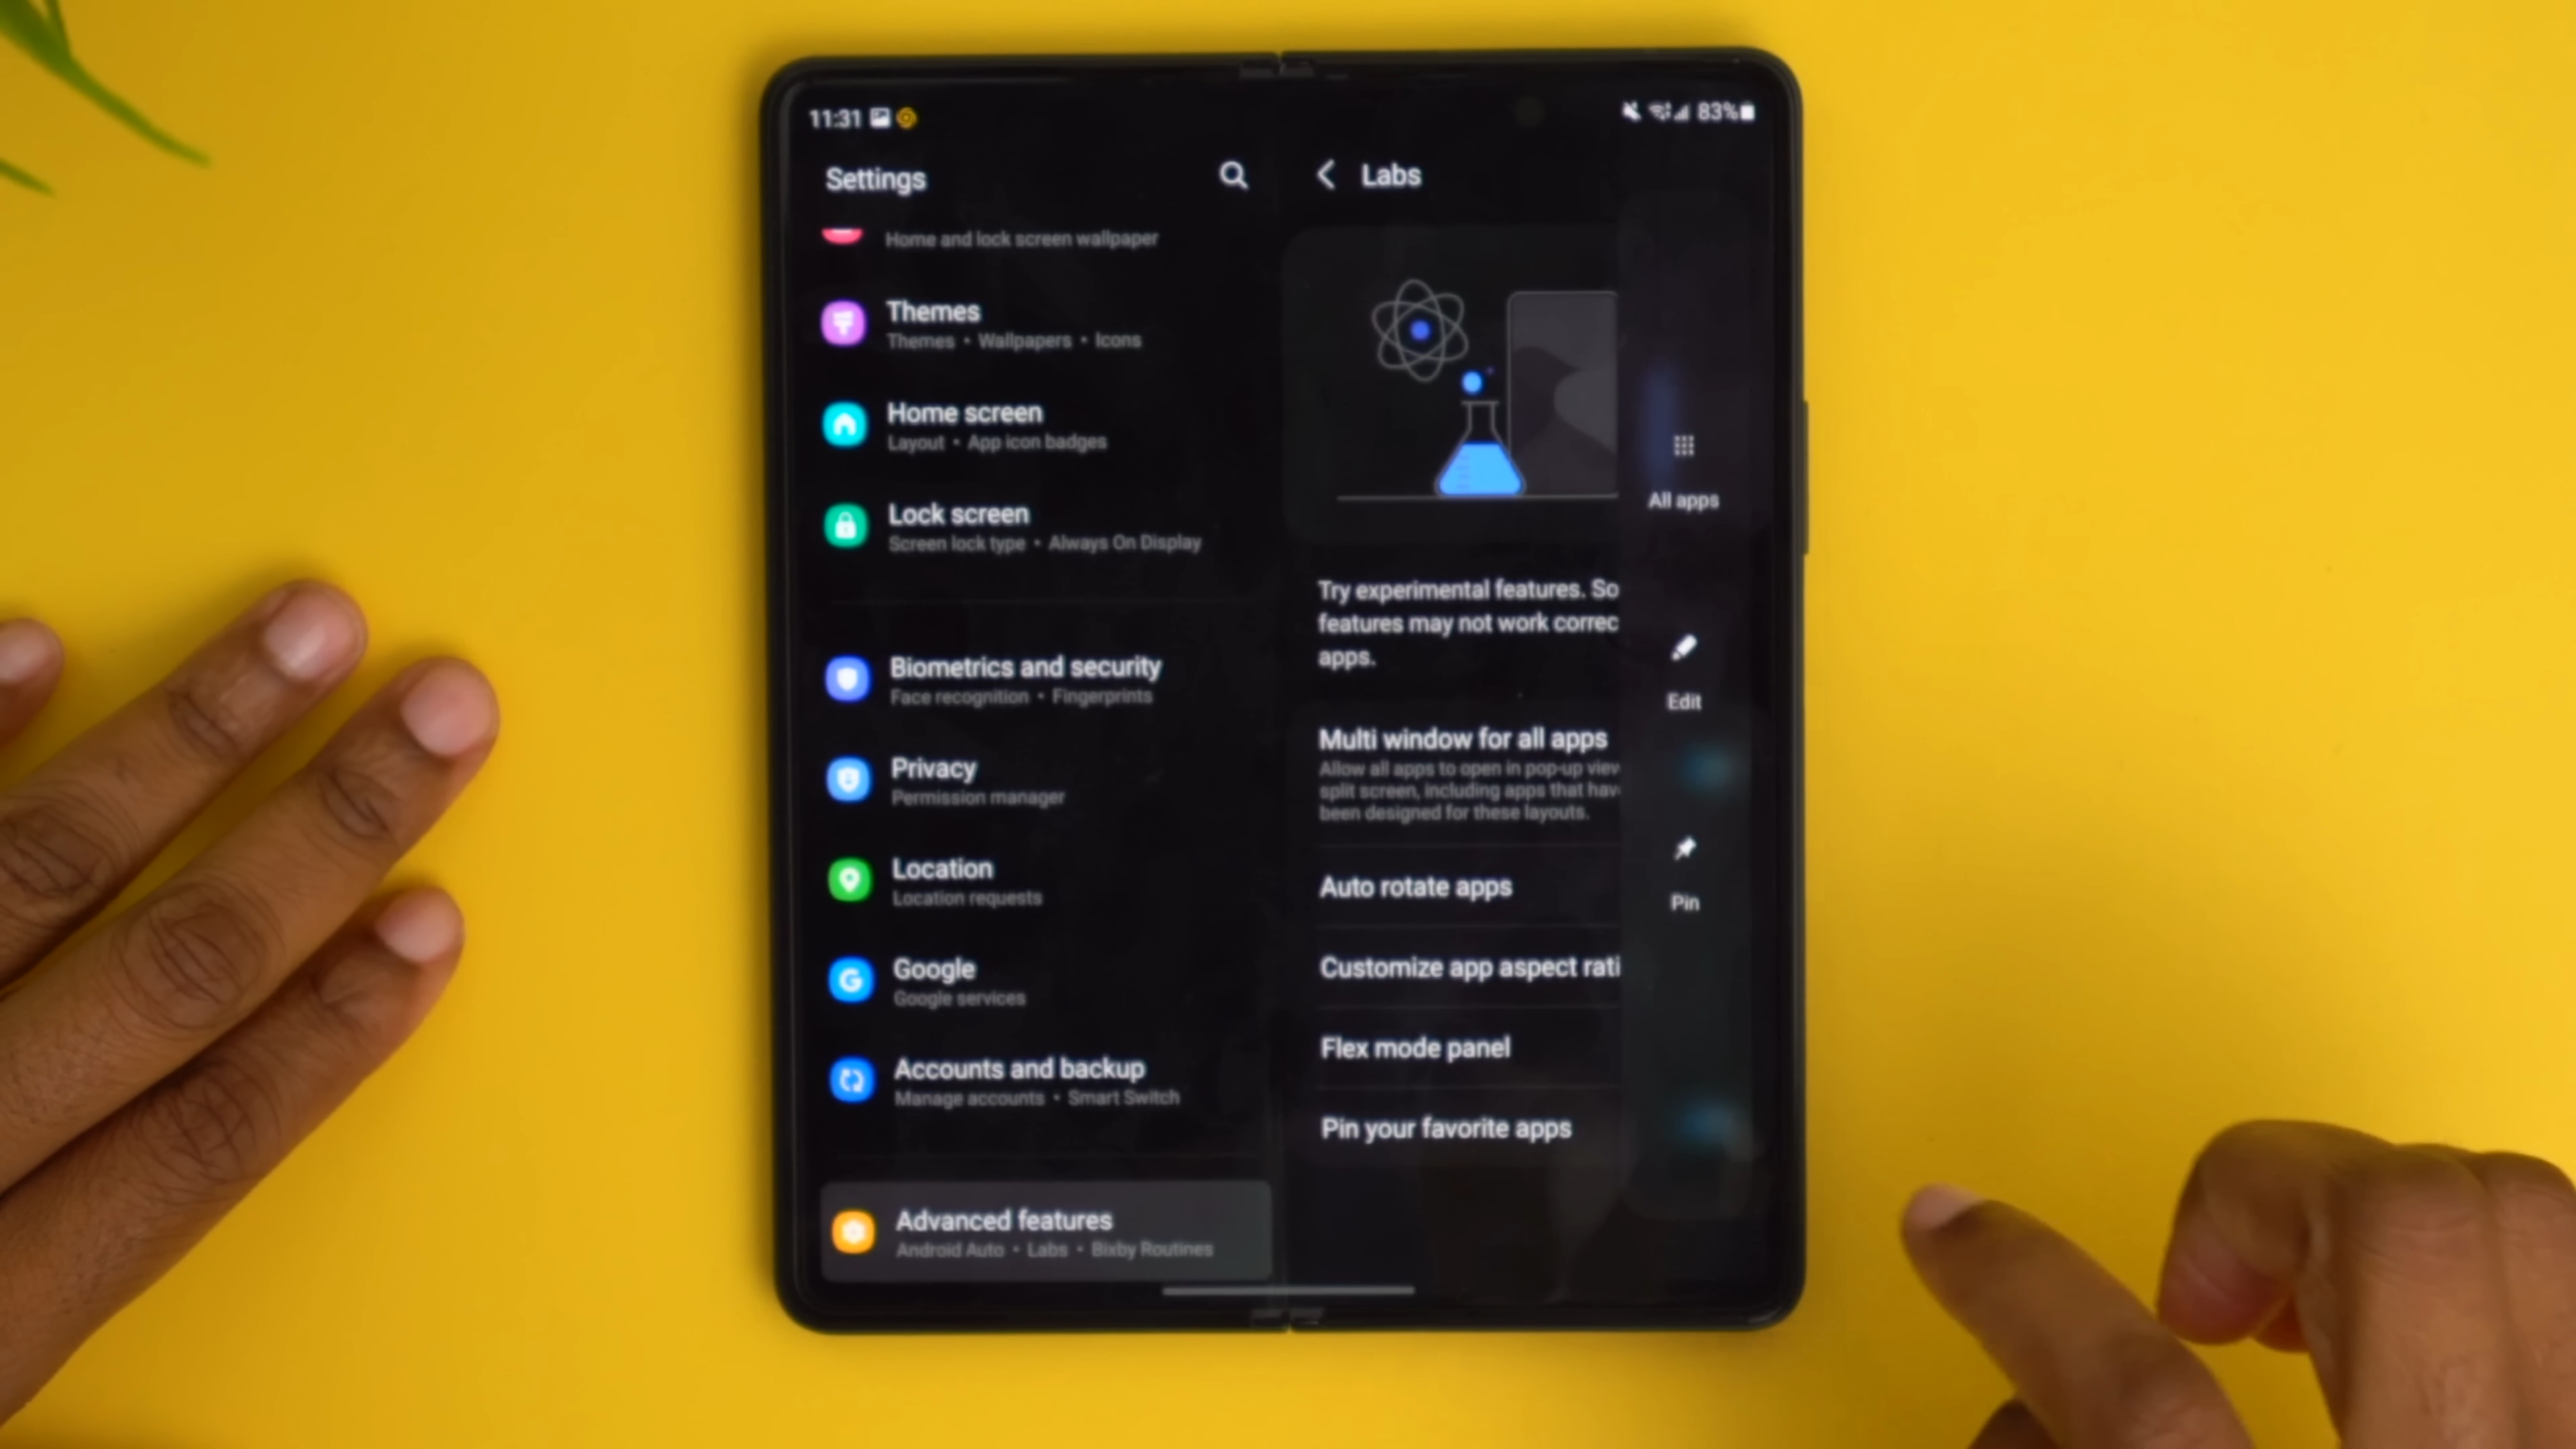 11:31
83%
Settings
Home and lock screen wallpaper
Themes
Themes • Wallpapers • Icons
Home screen
Layout • App icon badges
Lock screen
Screen lock type • Always On Display
Biometrics and security
Face recognition • Fingerprints
Privacy
Permission manager
Location
Location requests
Google
Google services
Accounts and backup
Manage accounts • Smart Switch
Advanced features
Android Auto • Labs • Bixby Routines
Labs
Try experimental features. So
features may not work correc
apps.
Multi window for all apps
Allow all apps to open in pop-up view
split screen, including apps that hav
been designed for these layouts.
Auto rotate apps
Customize app aspect rati
Flex mode panel
Pin your favorite apps
All apps
Edit
Pin